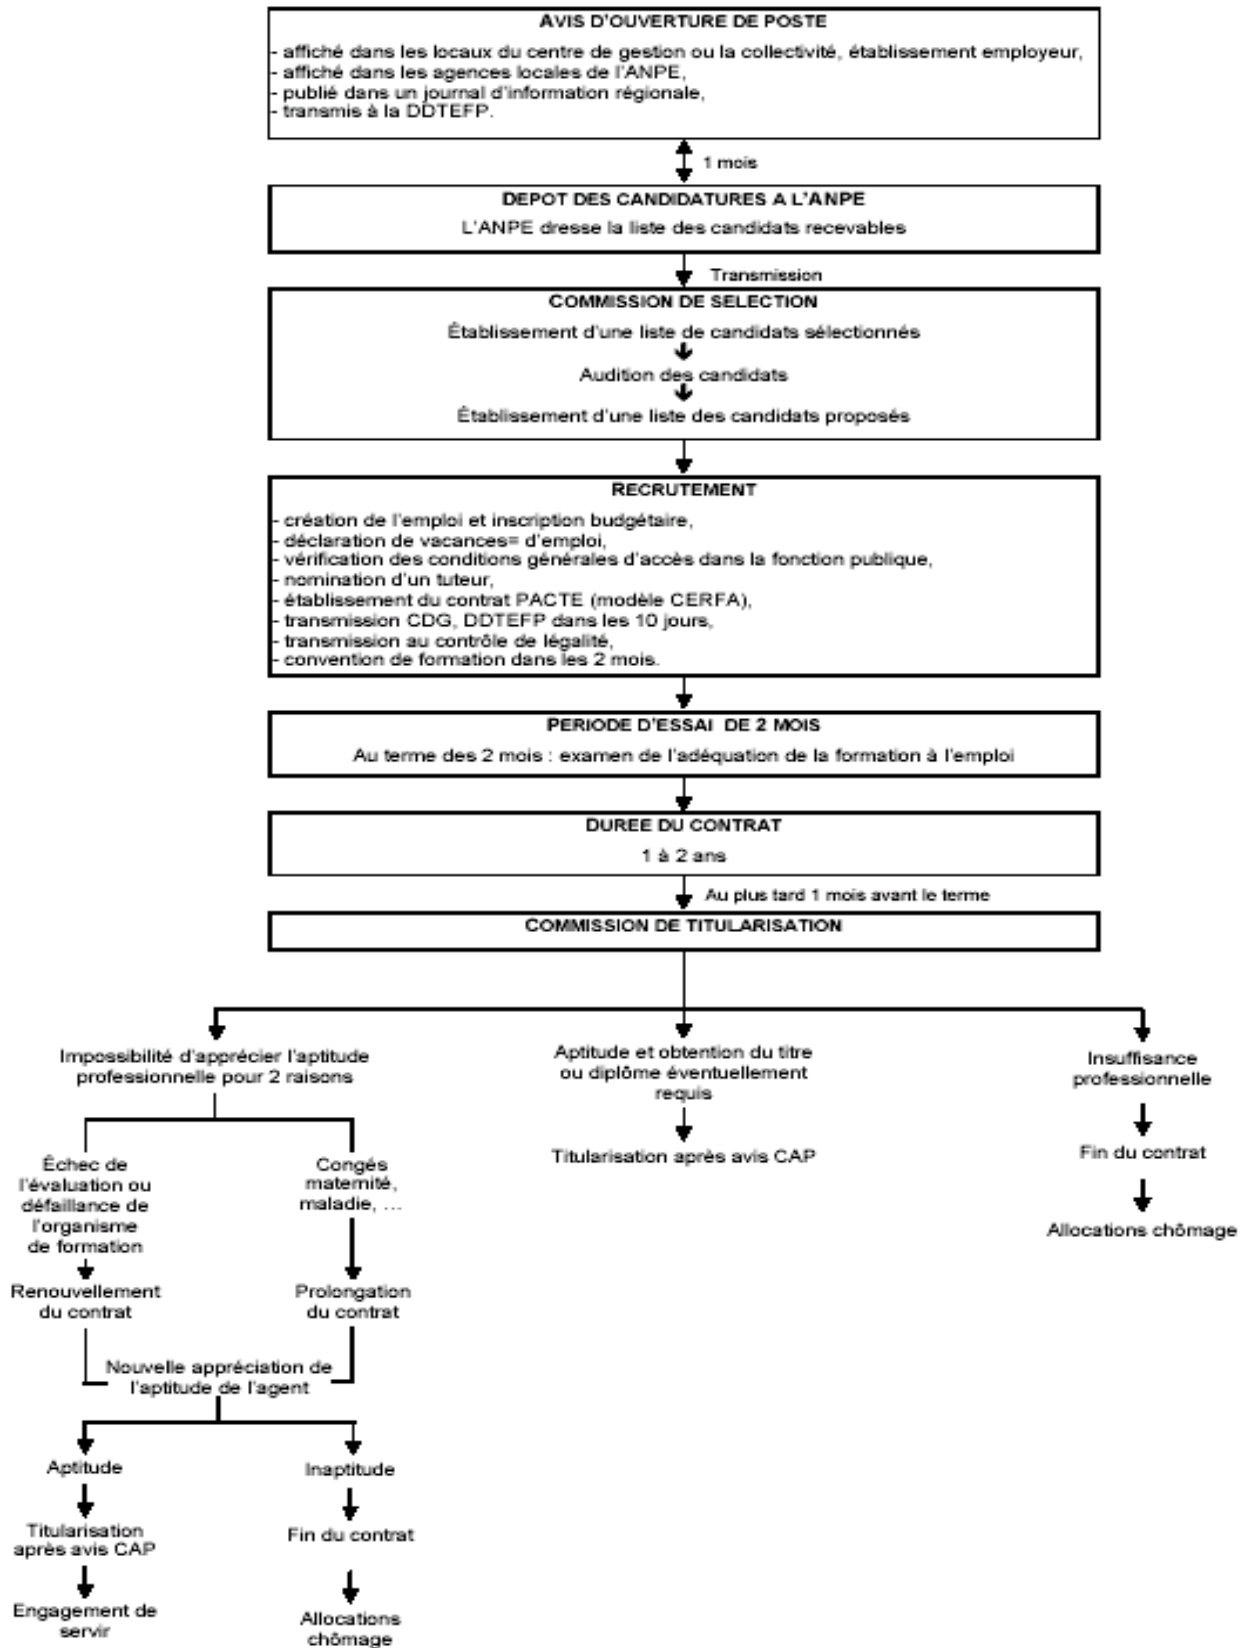 AVIS D'OUVERTURE DE POSTE
- affiché dans les locaux du centre de gestion ou la collectivité, établissement employeur,
- affiché dans les agences locales de l'ANPE,
- publié dans un journal d'information régionale,
- transmis à la DDTEFP.
1 mois
DEPOT DES CANDIDATURES A L'ANPE
L'ANPE dresse la liste des candidats recevables
Transmission
COMMISSION DE SELECTION
Établissement d'une liste de candidats sélectionnés
Audition des candidats
Établissement d'une liste des candidats proposés
RECRUTEMENT
- création de l'emploi et inscription budgétaire,
- déclaration de vacances= d'emploi,
- vérification des conditions générales d'accès dans la fonction publique,
- nomination d'un tuteur,
- établissement du contrat PACTE (modèle CERFA),
- transmission CDG, DDTEFP dans les 10 jours,
- transmission au contrôle de légalité,
- convention de formation dans les 2 mois.
PERIODE D'ESSAI DE 2 MOIS
Au terme des 2 mois : examen de l'adéquation de la formation à l'emploi
DUREE DU CONTRAT
1 à 2 ans
Au plus tard 1 mois avant le terme
COMMISSION DE TITULARISATION
Impossibilité d'apprécier l'aptitude
professionnelle pour 2 raisons
Échec de
l'évaluation ou
défaillance de
l'organisme
de formation
Renouvellement
du contrat
Congés
maternité,
maladie, …
Prolongation
du contrat
Nouvelle appréciation de
l'aptitude de l'agent
Aptitude
Titularisation
après avis CAP
Engagement de
servir
Inaptitude
Fin du contrat
Allocations
chômage
Aptitude et obtention du titre
ou diplôme éventuellement
requis
Titularisation après avis CAP
Insuffisance
professionnelle
Fin du contrat
Allocations chômage